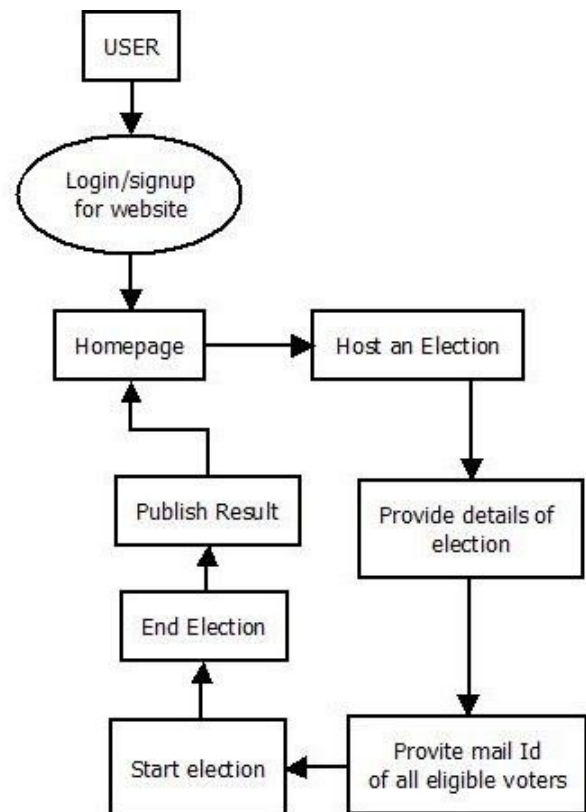 USER
Login/signup
for website
Homepage
Host an Election
Provide details of
election
Provite mail Id
of all eligible voters
Start election
End Election
Publish Result